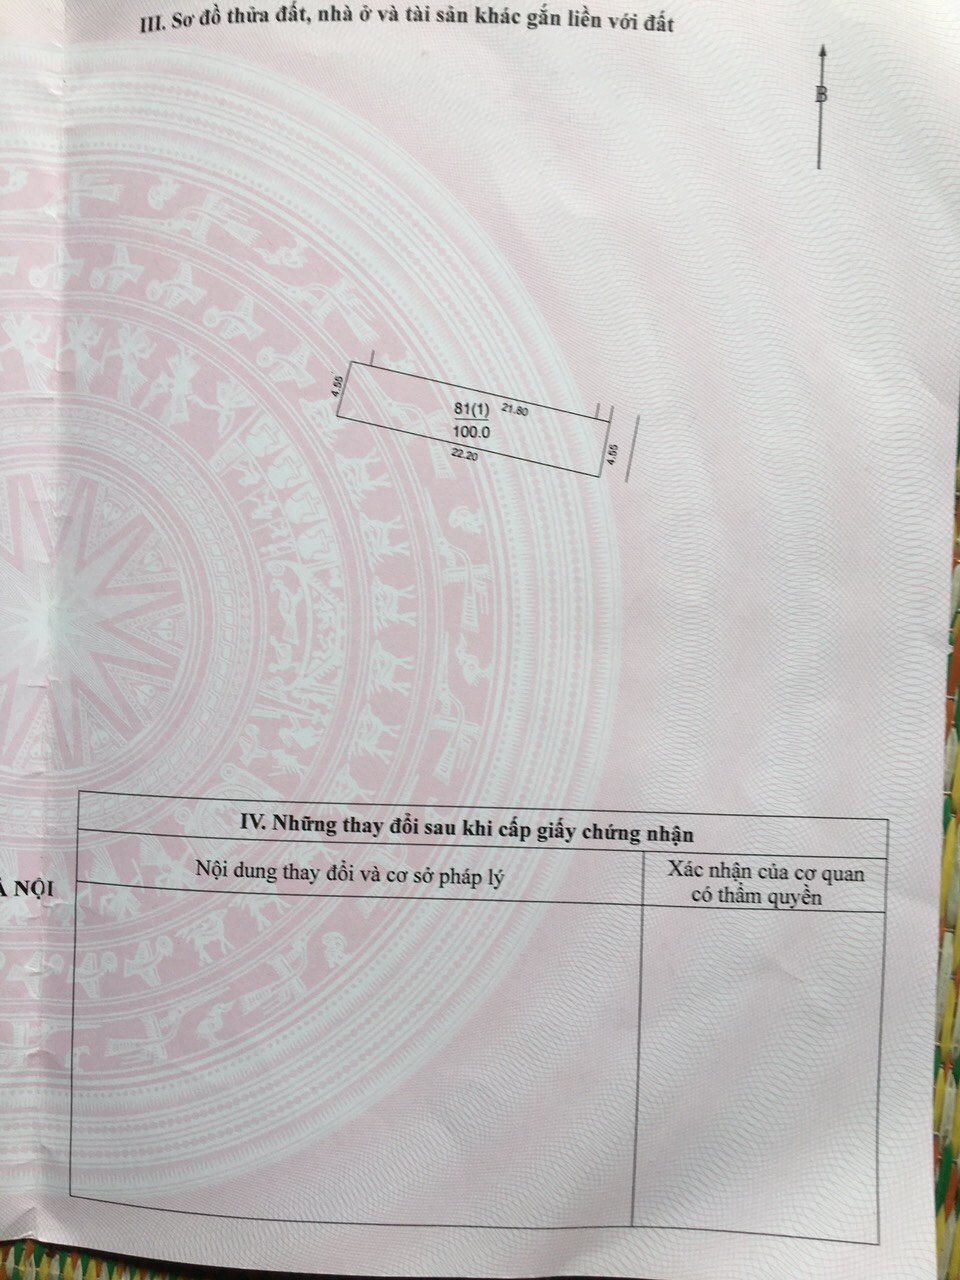 III. Sơ đồ thửa đất, nhà ở và tài sản khác gắn liền với đất
B
4.55
81(1)
21.80
100.0
22.20
4.55
IV. Những thay đổi sau khi cấp giấy chứng nhận
Nội dung thay đổi và cơ sở pháp lý
Xác nhận của cơ quan
có thẩm quyền
À NỘI